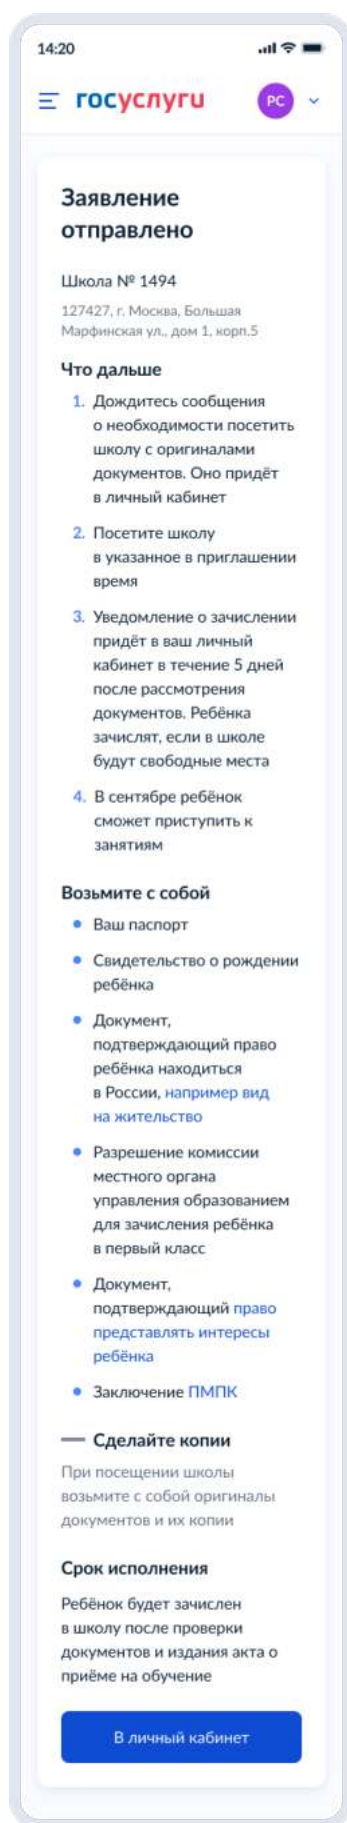 14:20
госуслуги
РС
Заявление
отправлено
Школа № 1494
127427, г. Москва, Большая
Марфинская ул., дом 1, корп.5
Что дальше
1. Дождитесь сообщения
о необходимости посетить
школу с оригиналами
документов. Оно придёт
в личный кабинет
2. Посетите школу
в указанное в приглашении
время
3. Уведомление о зачислении
придёт в ваш личный
кабинет в течение 5 дней
после рассмотрения
документов. Ребёнка
зачислят, если в школе
будут свободные места
4. В сентябре ребёнок
сможет приступить к
занятиям
Возьмите с собой
• Ваш паспорт
• Свидетельство о рождении
ребёнка
• Документ,
подтверждающий право
ребёнка находиться
в России, например вид
на жительство
• Разрешение комиссии
местного органа
управления образованием
для зачисления ребёнка
в первый класс
• Документ,
подтверждающий право
представлять интересы
ребёнка
• Заключение ПМПК
— Сделайте копии
При посещении школы
возьмите с собой оригиналы
документов и их копии
Срок исполнения
Ребёнок будет зачислен
в школу после проверки
документов и издания акта о
приёме на обучение
В личный кабинет